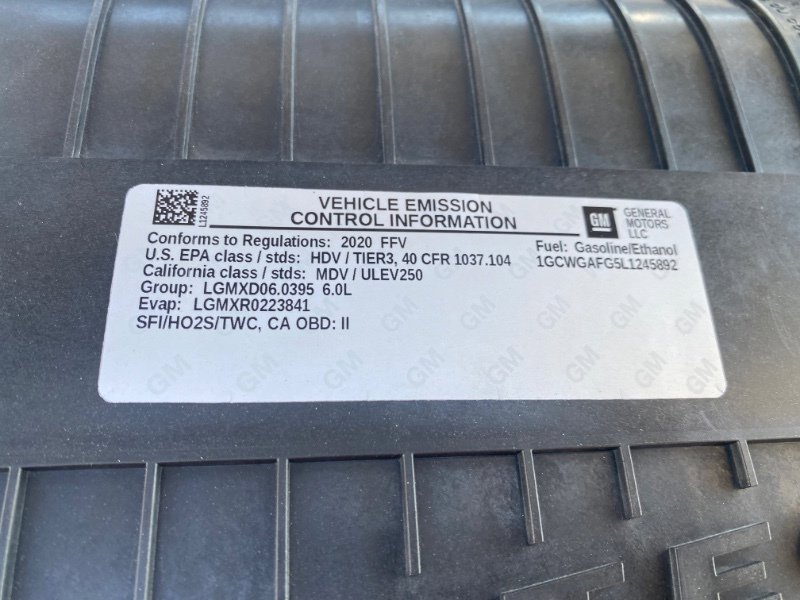 L1245892
VEHICLE EMISSION
CONTROL INFORMATION
GM
GENERAL
MOTORS
LLC
Conforms to Regulations: 2020 FFV
U.S. EPA class / stds: HDV / TIER3, 40 CFR 1037.104
California class / stds: MDV / ULEV250
Group: LGMXD06.0395 6.0L
Evap: LGMXR0223841
SFI/HO2S/TWC, CA OBD: II
Fuel: Gasoline/Ethanol
1GCWGAFG5L1245892